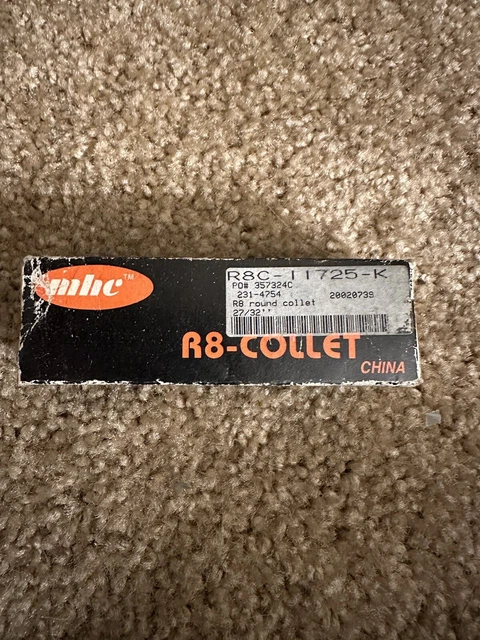 mhc™
R8C-11725-K
PO# 357324C
231-4754 2002073S
R8 round collet
27/32''
R8-COLLET
CHINA